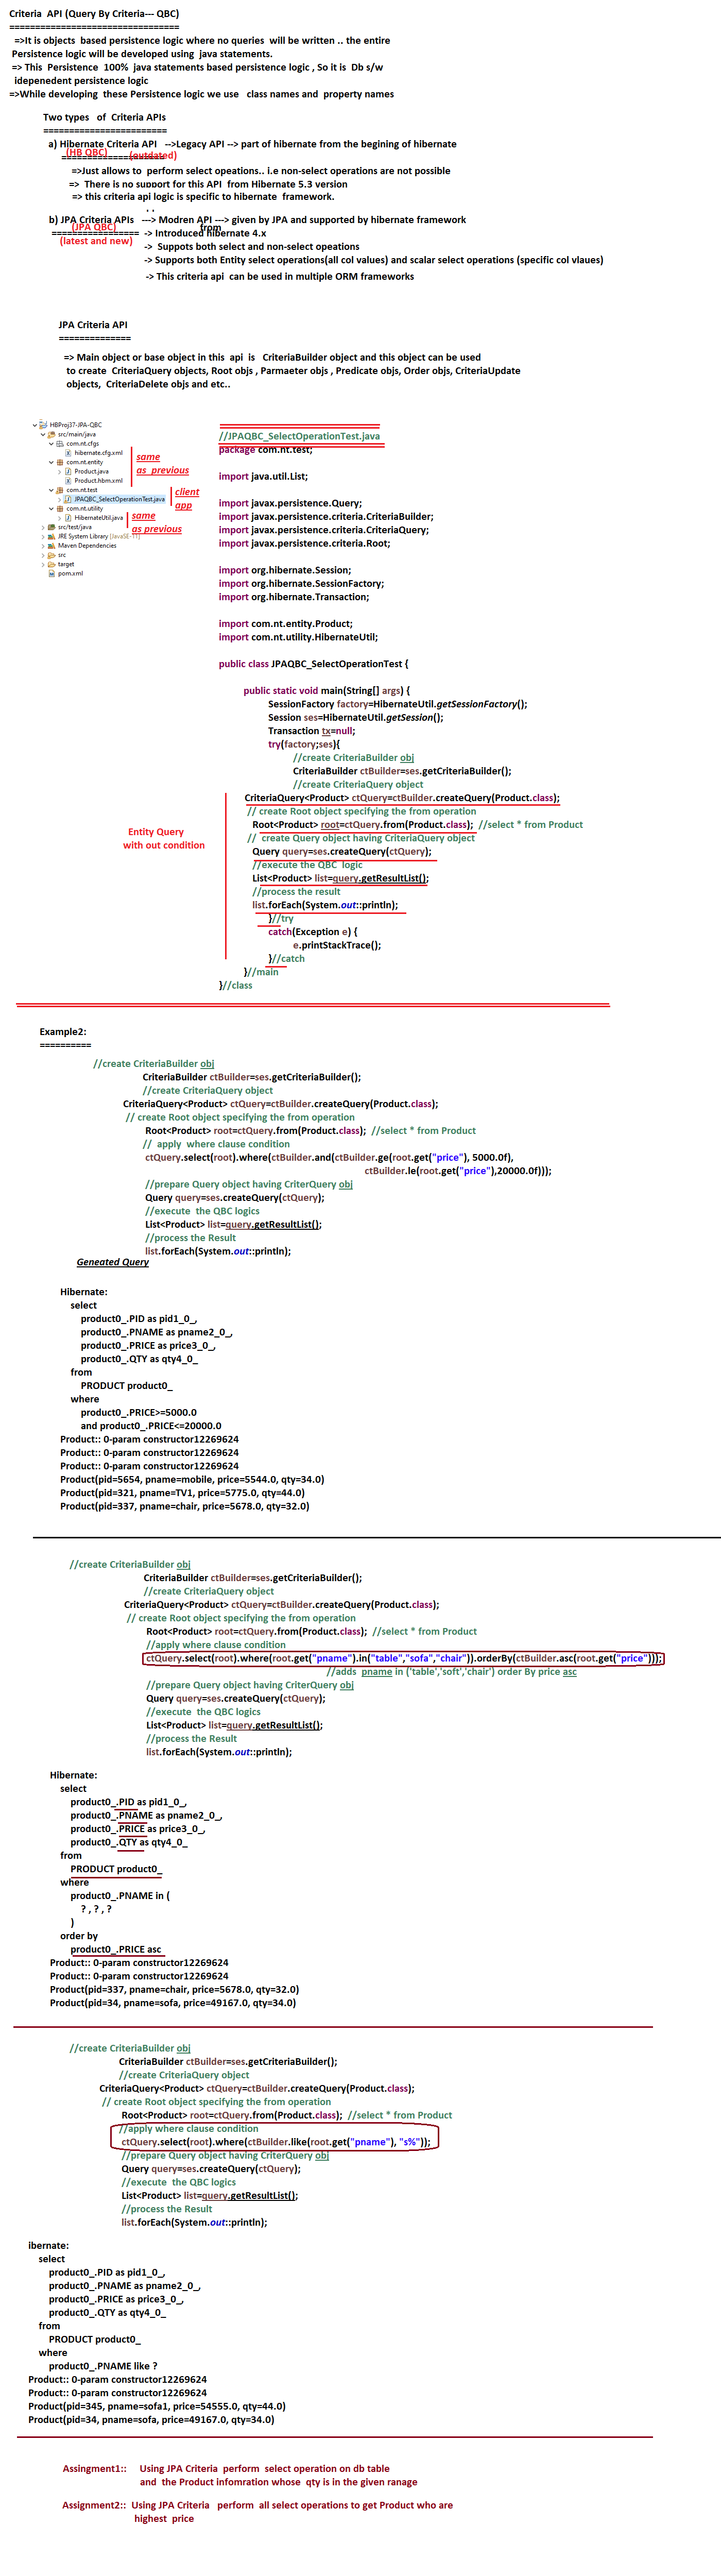 Criteria API (Query By Criteria--- QBC)
=================================
=>It is objects based persistence logic where no queries will be written .. the entire
Persistence logic will be developed using java statements.
=> This Persistence 100% java statements based persistence logic , So it is Db s/w
idepenedent persistence logic
=>While developing these Persistence logic we use class names and property names
Two types of Criteria APIs
========================
a) Hibernate Criteria API -->Legacy API --> part of hibernate from the begining of hibernate
(HB QBC) (outdated)
====================
=>Just allows to perform select opeations.. i.e non-select operations are not possible
=> There is no support for this API from Hibernate 5.3 version
=> this criteria api logic is specific to hibernate framework.
. .
b) JPA Criteria APIs ---> Modren API ---> given by JPA and supported by hibernate framework
(JPA QBC) from
================= -> Introduced hibernate 4.x
(latest and new)
-> Suppots both select and non-select opeations
-> Supports both Entity select operations(all col values) and scalar select operations (specific col vlaues)
-> This criteria api can be used in multiple ORM frameworks
JPA Criteria API
==============
=> Main object or base object in this api is CriteriaBuilder object and this object can be used
to create CriteriaQuery objects, Root objs , Parmaeter objs , Predicate objs, Order objs, CriteriaUpdate
objects, CriteriaDelete objs and etc..
HBProj37-JPA-QBC
src/main/java
com.nt.cfgs
hibernate.cfg.xml
com.nt.entity
Product.java
Product.hbm.xml
com.nt.test
JPAQBC_SelectOperationTest.java
com.nt.utility
HibernateUtil.java
src/test/java
JRE System Library [JavaSE-11]
Maven Dependencies
src
target
pom.xml
same
as previous
client
app
same
as previous
//JPAQBC_SelectOperationTest.java
package com.nt.test;
import java.util.List;
import javax.persistence.Query;
import javax.persistence.criteria.CriteriaBuilder;
import javax.persistence.criteria.CriteriaQuery;
import javax.persistence.criteria.Root;
import org.hibernate.Session;
import org.hibernate.SessionFactory;
import org.hibernate.Transaction;
import com.nt.entity.Product;
import com.nt.utility.HibernateUtil;
public class JPAQBC_SelectOperationTest {
public static void main(String[] args) {
SessionFactory factory=HibernateUtil.getSessionFactory();
Session ses=HibernateUtil.getSession();
Transaction tx=null;
try(factory;ses){
//create CriteriaBuilder obj
CriteriaBuilder ctBuilder=ses.getCriteriaBuilder();
//create CriteriaQuery object
CriteriaQuery<Product> ctQuery=ctBuilder.createQuery(Product.class);
// create Root object specifying the from operation
Root<Product> root=ctQuery.from(Product.class); //select * from Product
// create Query object having CriteriaQuery object
Query query=ses.createQuery(ctQuery);
//execute the QBC logic
List<Product> list=query.getResultList();
//process the result
list.forEach(System.out::println);
}//try
catch(Exception e) {
e.printStackTrace();
}//catch
}//main
}//class
Entity Query
with out condition
Example2:
==========
//create CriteriaBuilder obj
CriteriaBuilder ctBuilder=ses.getCriteriaBuilder();
//create CriteriaQuery object
CriteriaQuery<Product> ctQuery=ctBuilder.createQuery(Product.class);
// create Root object specifying the from operation
Root<Product> root=ctQuery.from(Product.class); //select * from Product
// apply where clause condition
ctQuery.select(root).where(ctBuilder.and(ctBuilder.ge(root.get("price"), 5000.0f),
ctBuilder.le(root.get("price"),20000.0f)));
//prepare Query object having CriterQuery obj
Query query=ses.createQuery(ctQuery);
//execute the QBC logics
List<Product> list=query.getResultList();
//process the Result
list.forEach(System.out::println);
Geneated Query
Hibernate:
select
product0_.PID as pid1_0_,
product0_.PNAME as pname2_0_,
product0_.PRICE as price3_0_,
product0_.QTY as qty4_0_
from
PRODUCT product0_
where
product0_.PRICE>=5000.0
and product0_.PRICE<=20000.0
Product:: 0-param constructor12269624
Product:: 0-param constructor12269624
Product:: 0-param constructor12269624
Product(pid=5654, pname=mobile, price=5544.0, qty=34.0)
Product(pid=321, pname=TV1, price=5775.0, qty=44.0)
Product(pid=337, pname=chair, price=5678.0, qty=32.0)
//create CriteriaBuilder obj
CriteriaBuilder ctBuilder=ses.getCriteriaBuilder();
//create CriteriaQuery object
CriteriaQuery<Product> ctQuery=ctBuilder.createQuery(Product.class);
// create Root object specifying the from operation
Root<Product> root=ctQuery.from(Product.class); //select * from Product
//apply where clause condition
ctQuery.select(root).where(root.get("pname").in("table","sofa","chair")).orderBy(ctBuilder.asc(root.get("price")));
//adds pname in ('table','soft','chair') order By price asc
//prepare Query object having CriterQuery obj
Query query=ses.createQuery(ctQuery);
//execute the QBC logics
List<Product> list=query.getResultList();
//process the Result
list.forEach(System.out::println);
Hibernate:
select
product0_.PID as pid1_0_,
product0_.PNAME as pname2_0_,
product0_.PRICE as price3_0_,
product0_.QTY as qty4_0_
from
PRODUCT product0_
where
product0_.PNAME in (
? , ? , ?
)
order by
product0_.PRICE asc
Product:: 0-param constructor12269624
Product:: 0-param constructor12269624
Product(pid=337, pname=chair, price=5678.0, qty=32.0)
Product(pid=34, pname=sofa, price=49167.0, qty=34.0)
//create CriteriaBuilder obj
CriteriaBuilder ctBuilder=ses.getCriteriaBuilder();
//create CriteriaQuery object
CriteriaQuery<Product> ctQuery=ctBuilder.createQuery(Product.class);
// create Root object specifying the from operation
Root<Product> root=ctQuery.from(Product.class); //select * from Product
//apply where clause condition
ctQuery.select(root).where(ctBuilder.like(root.get("pname"), "s%"));
//prepare Query object having CriterQuery obj
Query query=ses.createQuery(ctQuery);
//execute the QBC logics
List<Product> list=query.getResultList();
//process the Result
list.forEach(System.out::println);
ibernate:
select
product0_.PID as pid1_0_,
product0_.PNAME as pname2_0_,
product0_.PRICE as price3_0_,
product0_.QTY as qty4_0_
from
PRODUCT product0_
where
product0_.PNAME like ?
Product:: 0-param constructor12269624
Product:: 0-param constructor12269624
Product(pid=345, pname=sofa1, price=54555.0, qty=44.0)
Product(pid=34, pname=sofa, price=49167.0, qty=34.0)
Assingment1:: Using JPA Criteria perform select operation on db table
and the Product infomration whose qty is in the given ranage
Assignment2:: Using JPA Criteria perform all select operations to get Product who are
highest price